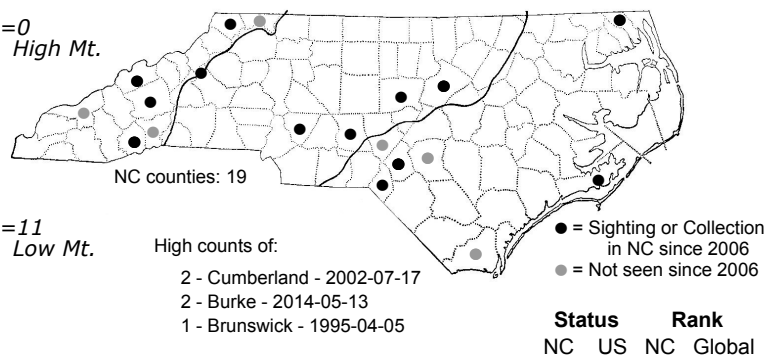 =0
High Mt.
NC counties: 19
=11
Low Mt.
High counts of:
2 - Cumberland - 2002-07-17
2 - Burke - 2014-05-13
1 - Brunswick - 1995-04-05
● = Sighting or Collection
in NC since 2006
● = Not seen since 2006
Status Rank
NC US NC Global